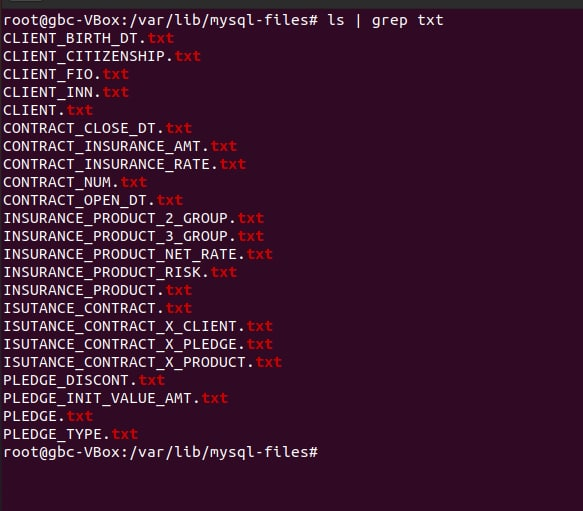 root@gbc-VBox:/var/lib/mysql-files# ls | grep txt
CLIENT_BIRTH_DT.txt
CLIENT_CITIZENSHIP.txt
CLIENT_FIO.txt
CLIENT_INN.txt
CLIENT.txt
CONTRACT_CLOSE_DT.txt
CONTRACT_INSURANCE_AMT.txt
CONTRACT_INSURANCE_RATE.txt
CONTRACT_NUM.txt
CONTRACT_OPEN_DT.txt
INSURANCE_PRODUCT_2_GROUP.txt
INSURANCE_PRODUCT_3_GROUP.txt
INSURANCE_PRODUCT_NET_RATE.txt
INSURANCE_PRODUCT_RISK.txt
INSURANCE_PRODUCT.txt
ISUTANCE_CONTRACT.txt
ISUTANCE_CONTRACT_X_CLIENT.txt
ISUTANCE_CONTRACT_X_PLEDGE.txt
ISUTANCE_CONTRACT_X_PRODUCT.txt
PLEDGE_DISCONT.txt
PLEDGE_INIT_VALUE_AMT.txt
PLEDGE.txt
PLEDGE_TYPE.txt
root@gbc-VBox:/var/lib/mysql-files#